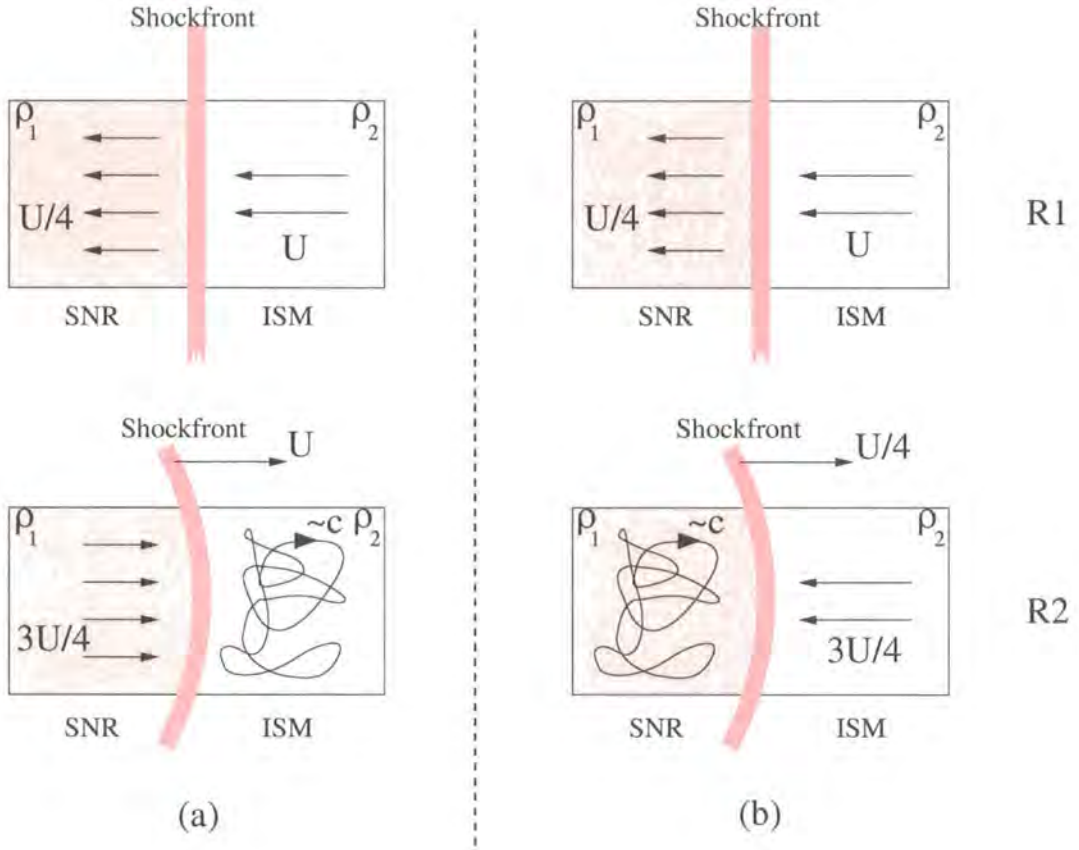 Shockfront
ρ1 ρ2
U/4
U
SNR ISM
Shockfront
ρ1 ρ2
U/4
U
SNR ISM
R1
Shockfront
U
ρ1 ~c ρ2
3U/4
SNR ISM
(a)
Shockfront
U/4
ρ1 ~c ρ2
3U/4
SNR ISM
R2
(b)